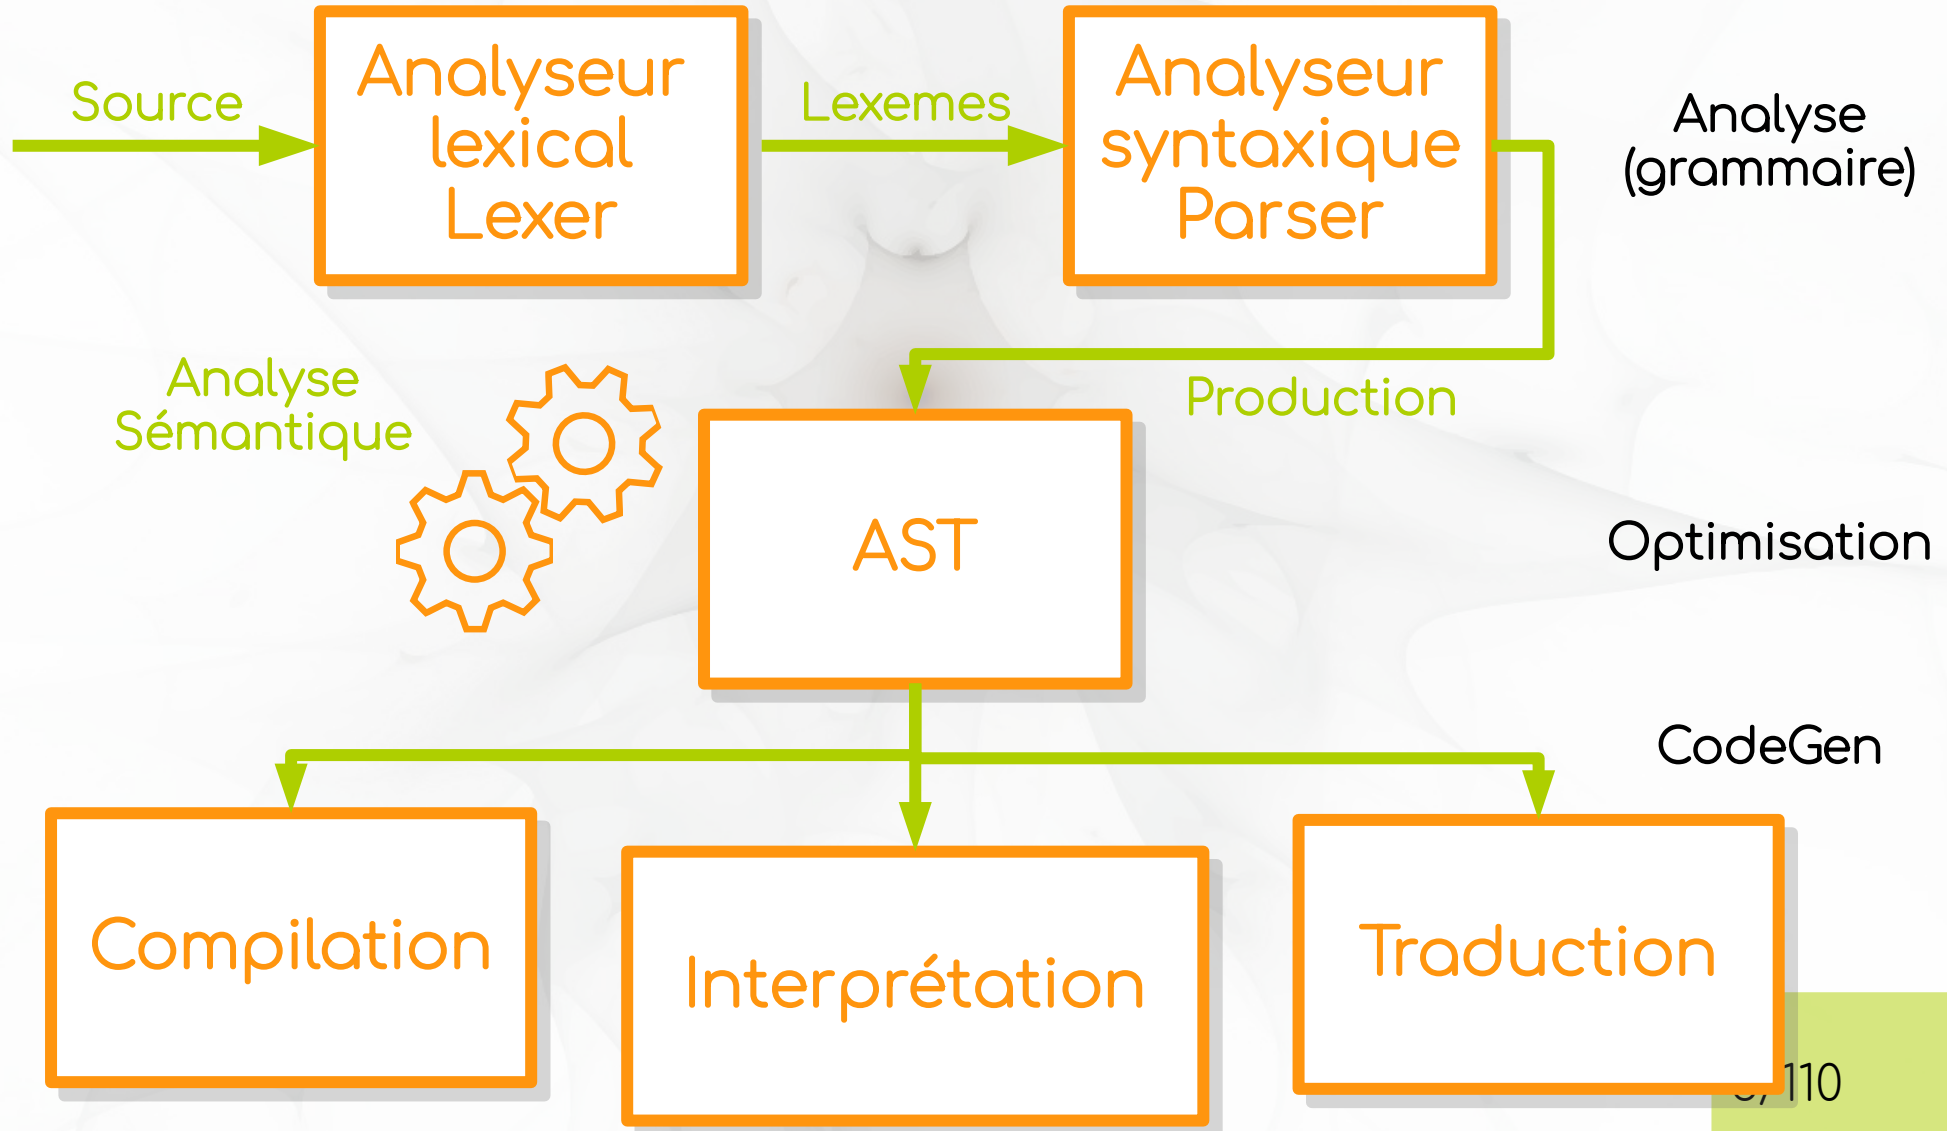 Source
Analyseur
lexical
Lexer
Lexemes
Analyseur
syntaxique
Parser
Analyse
(grammaire)
Analyse
Sémantique
Production
AST
Optimisation
CodeGen
Compilation
Interprétation
Traduction
110